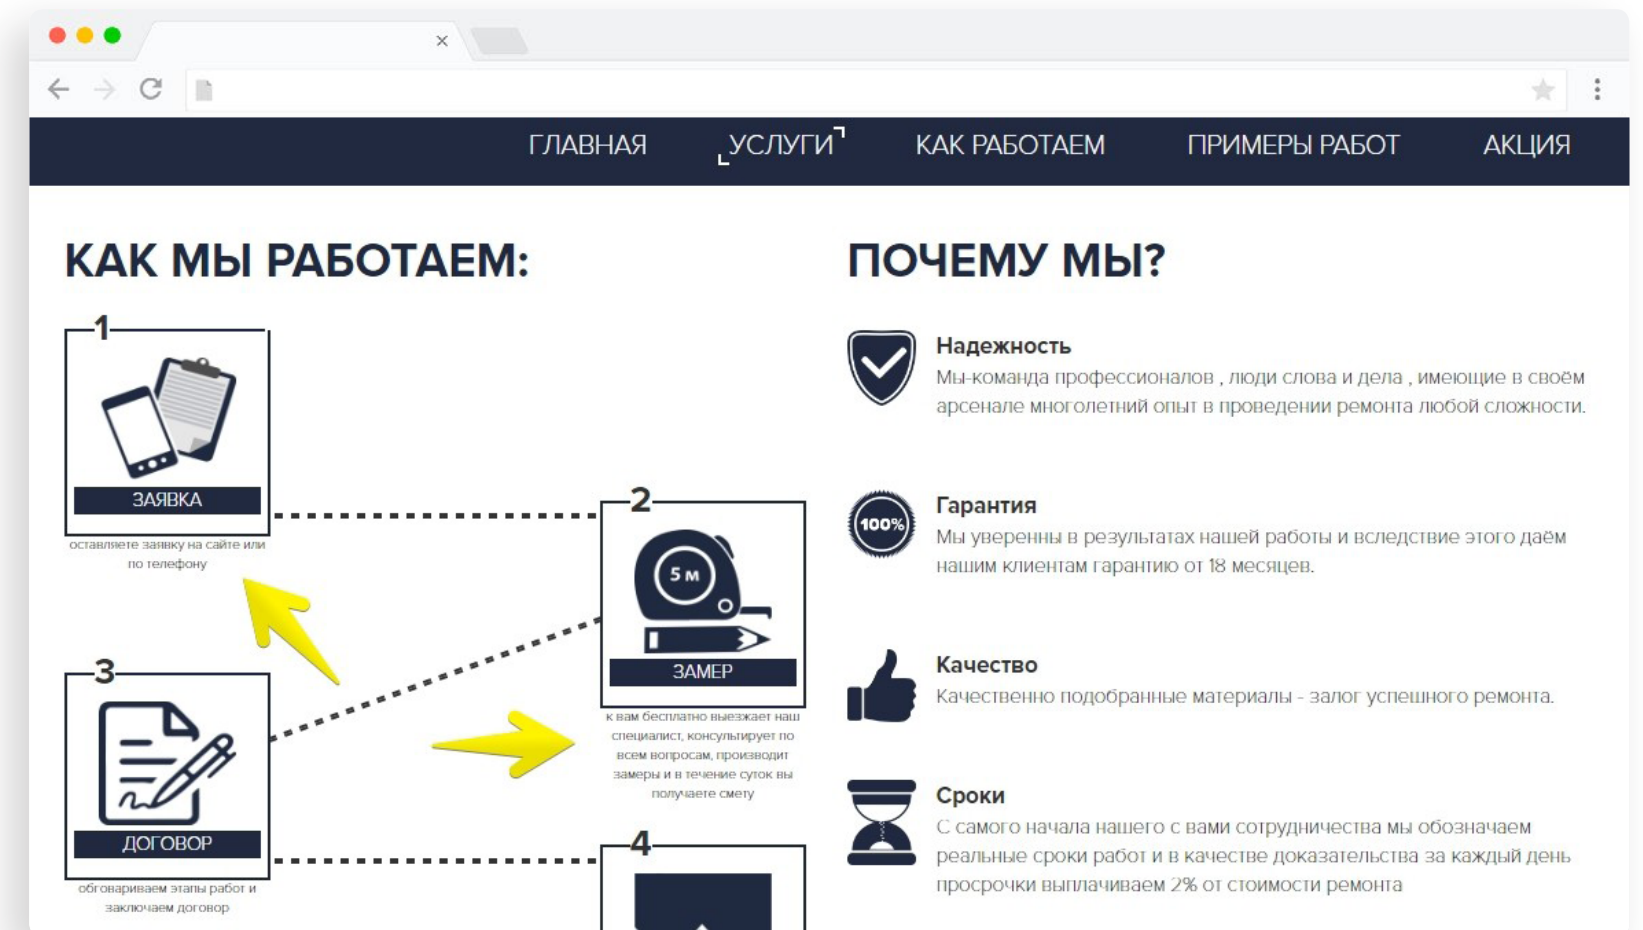 ГЛАВНАЯ УСЛУГИ КАК РАБОТАЕМ ПРИМЕРЫ РАБОТ АКЦИЯ
КАК МЫ РАБОТАЕМ:
1
ЗАЯВКА
оставляете заявку на сайте или
по телефону
2
5 м
ЗАМЕР
к вам бесплатно выезжает наш
специалист, консультирует по
всем вопросам, производит
замеры и в течение суток вы
получаете смету
3
ДОГОВОР
обговариваем этапы работ и
заключаем договор
4
ПОЧЕМУ МЫ?
Надежность
Мы-команда профессионалов , люди слова и дела , имеющие в своём
арсенале многолетний опыт в проведении ремонта любой сложности.
100%
Гарантия
Мы уверенны в результатах нашей работы и вследствие этого даём
нашим клиентам гарантию от 18 месяцев.
Качество
Качественно подобранные материалы - залог успешного ремонта.
Сроки
С самого начала нашего с вами сотрудничества мы обозначаем
реальные сроки работ и в качестве доказательства за каждый день
просрочки выплачиваем 2% от стоимости ремонта